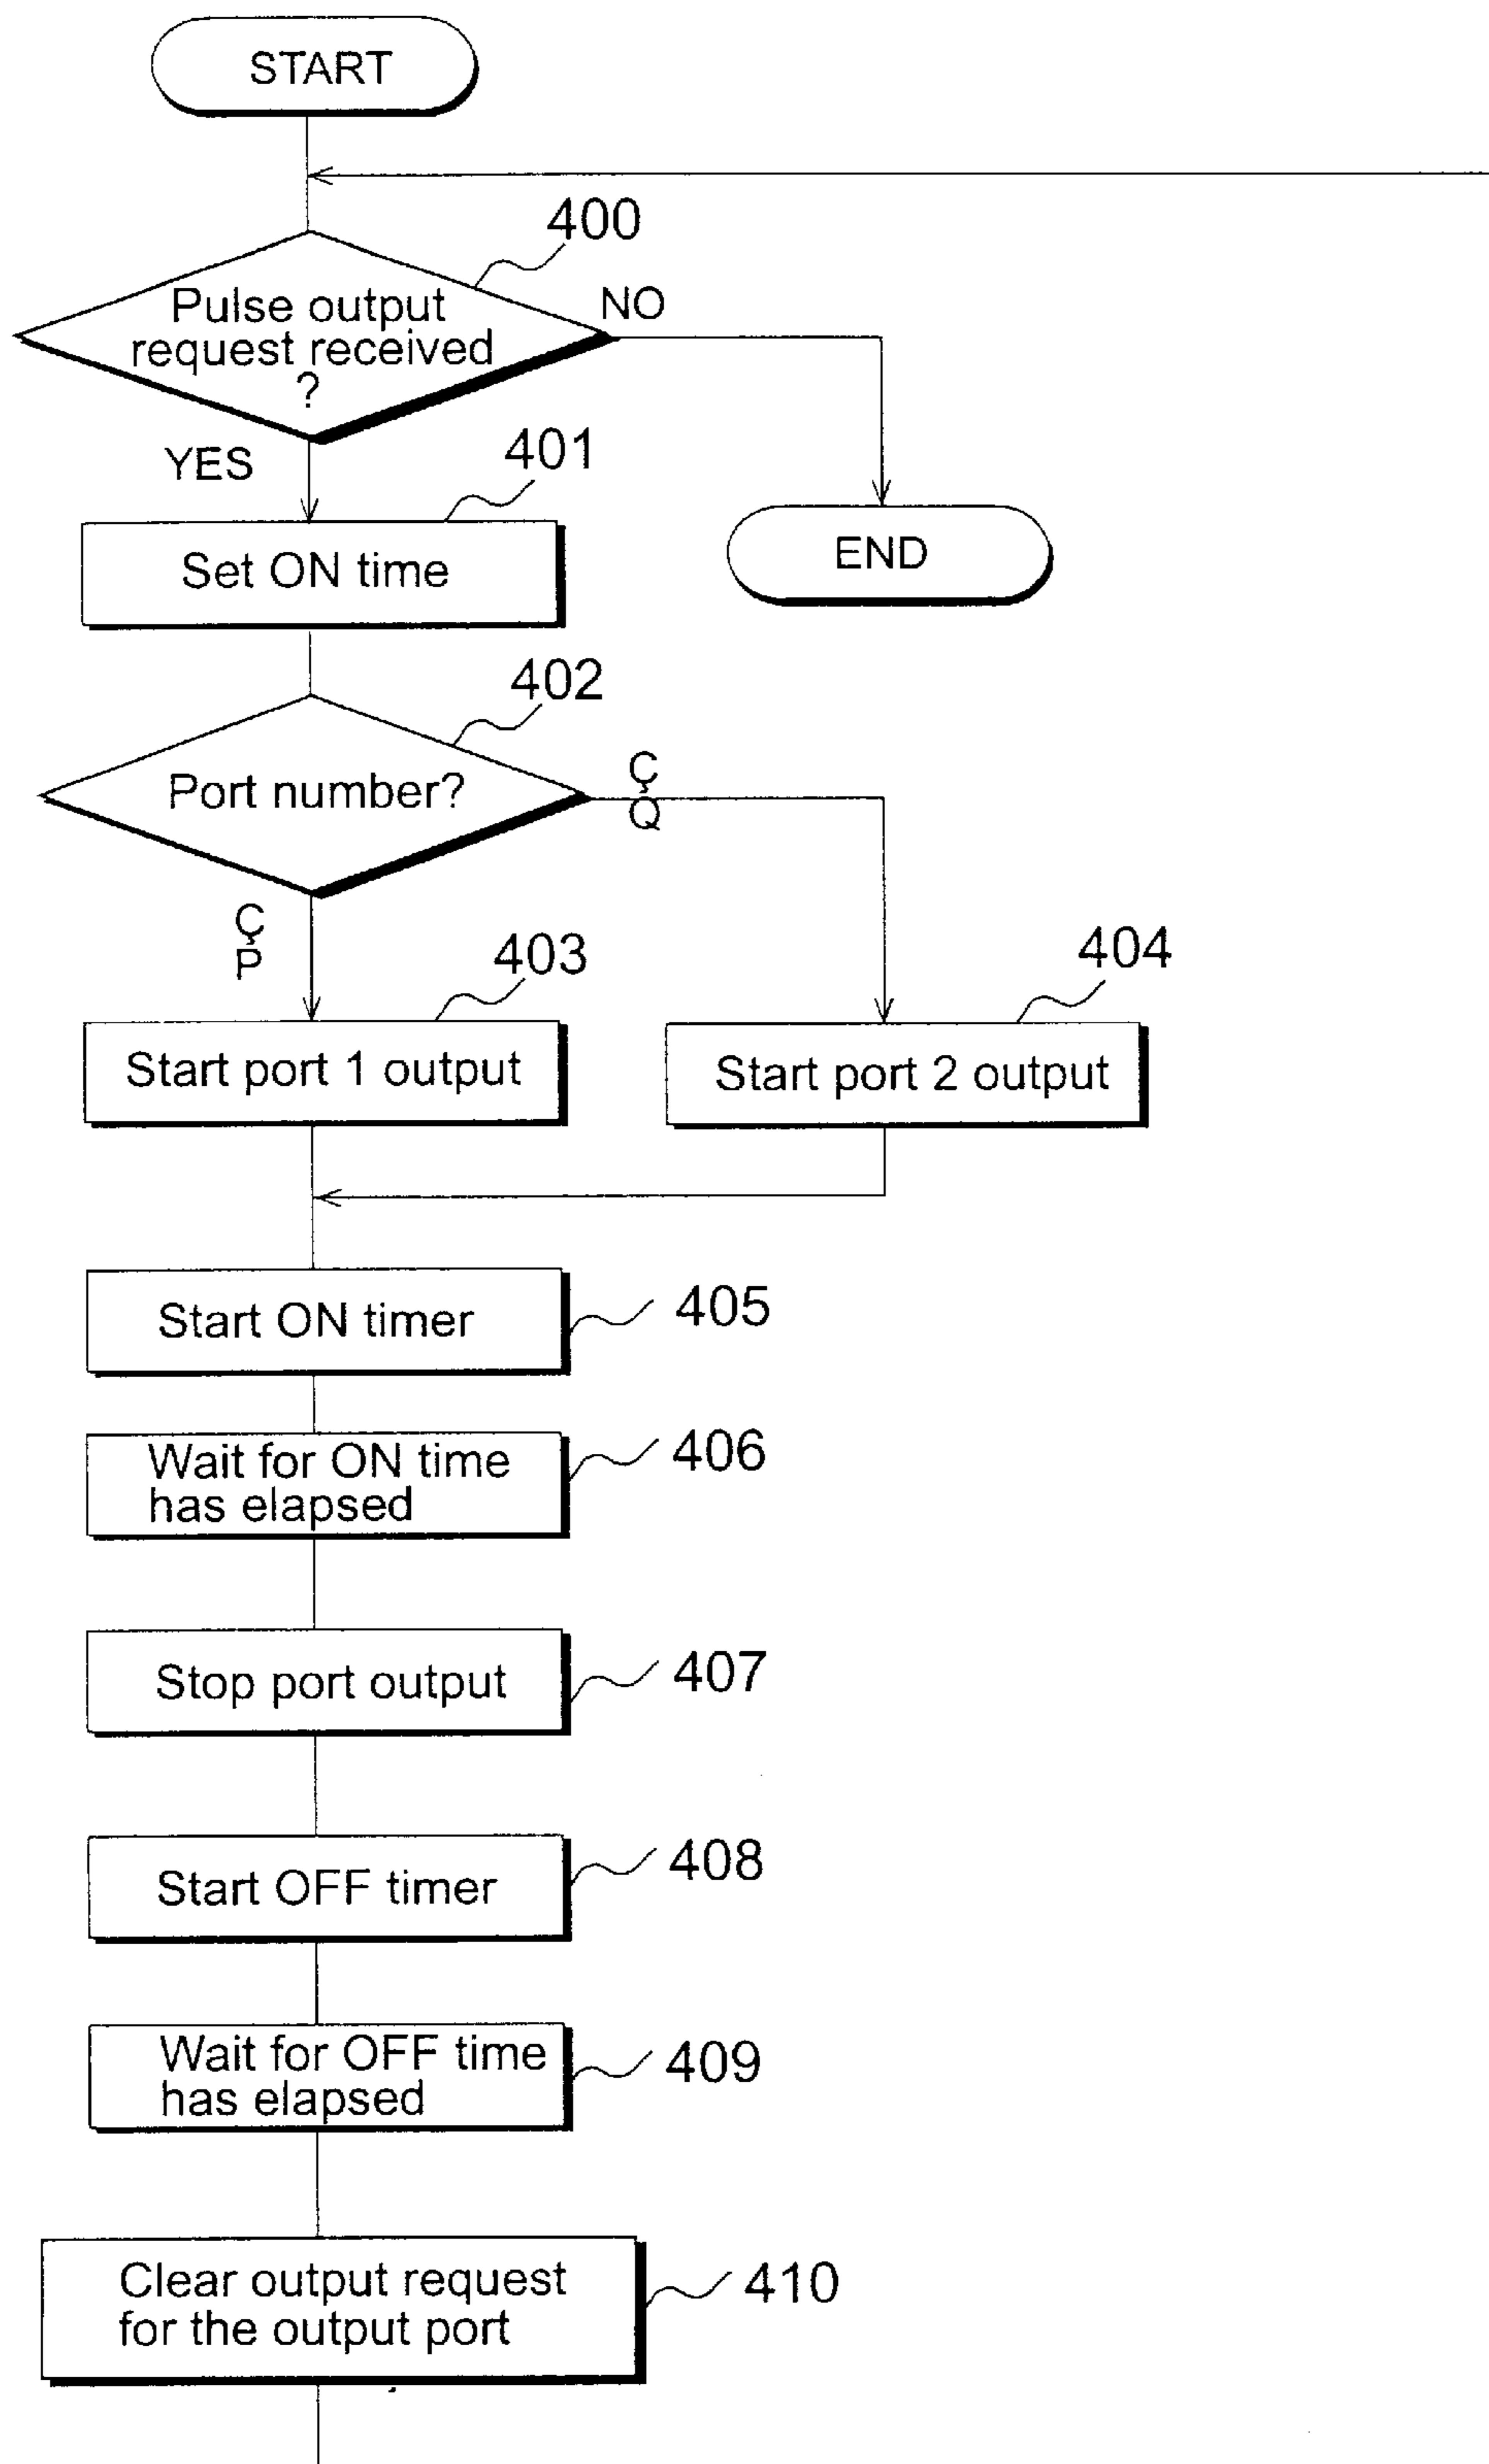 START
400
Pulse output
request received
?
NO
YES
401
Set ON time
END
402
Port number?
Ç
Q
Ç
P
403
404
Start port 1 output
Start port 2 output
Start ON timer
405
Wait for ON time
has elapsed
406
Stop port output
407
Start OFF timer
408
Wait for OFF time
has elapsed
409
Clear output request
for the output port
410